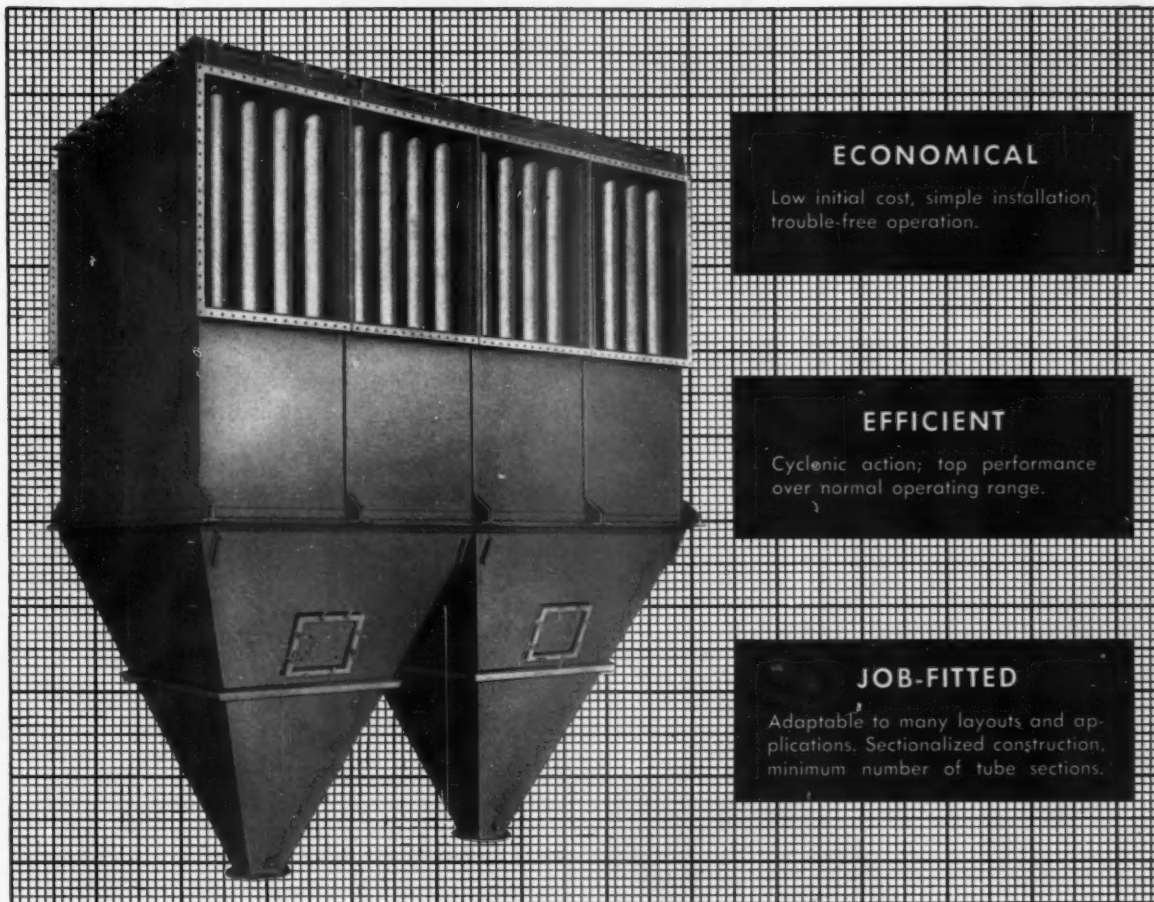 ECONOMICAL
Low initial cost, simple installation,
trouble-free operation.
EFFICIENT
Cyclonic action; top performance
over normal operating range.
JOB-FITTED
Adaptable to many layouts and ap-
plications. Sectionalized construction,
minimum number of tube sections.